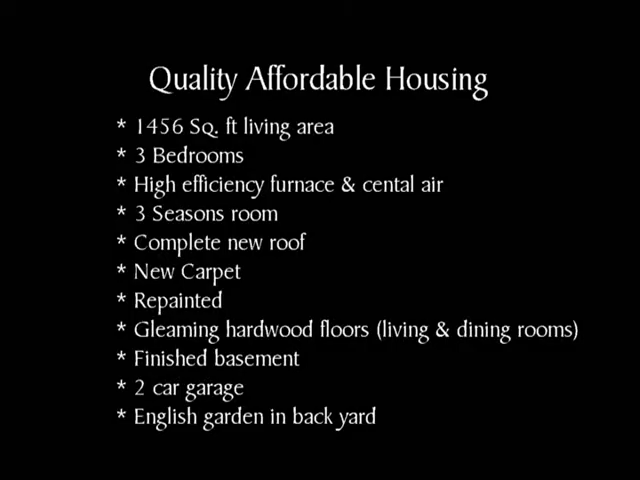 Quality Affordable Housing
* 1456 Sq. ft living area
* 3 Bedrooms
* High efficiency furnace & cental air
* 3 Seasons room
* Complete new roof
* New Carpet
* Repainted
* Gleaming hardwood floors (living & dining rooms)
* Finished basement
* 2 car garage
* English garden in back yard